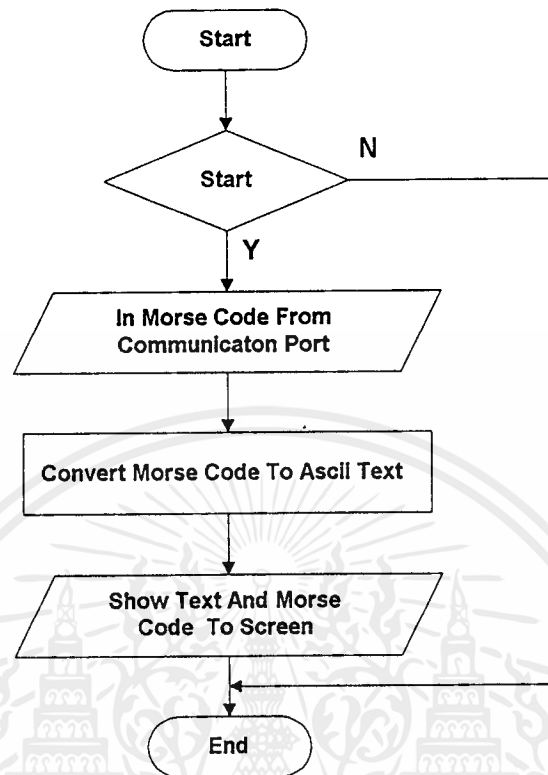 Start
Start
N
Y
In Morse Code From
Communicaton Port
Convert Morse Code To Ascii Text
Show Text And Morse
Code To Screen
End